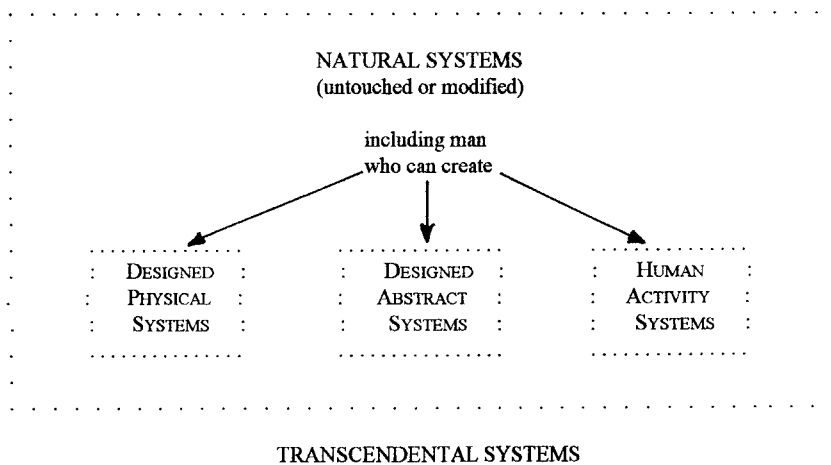 NATURAL SYSTEMS
(untouched or modified)
including man
who can create
DESIGNED
PHYSICAL
SYSTEMS
DESIGNED
ABSTRACT
SYSTEMS
HUMAN
ACTIVITY
SYSTEMS
TRANSCENDENTAL SYSTEMS